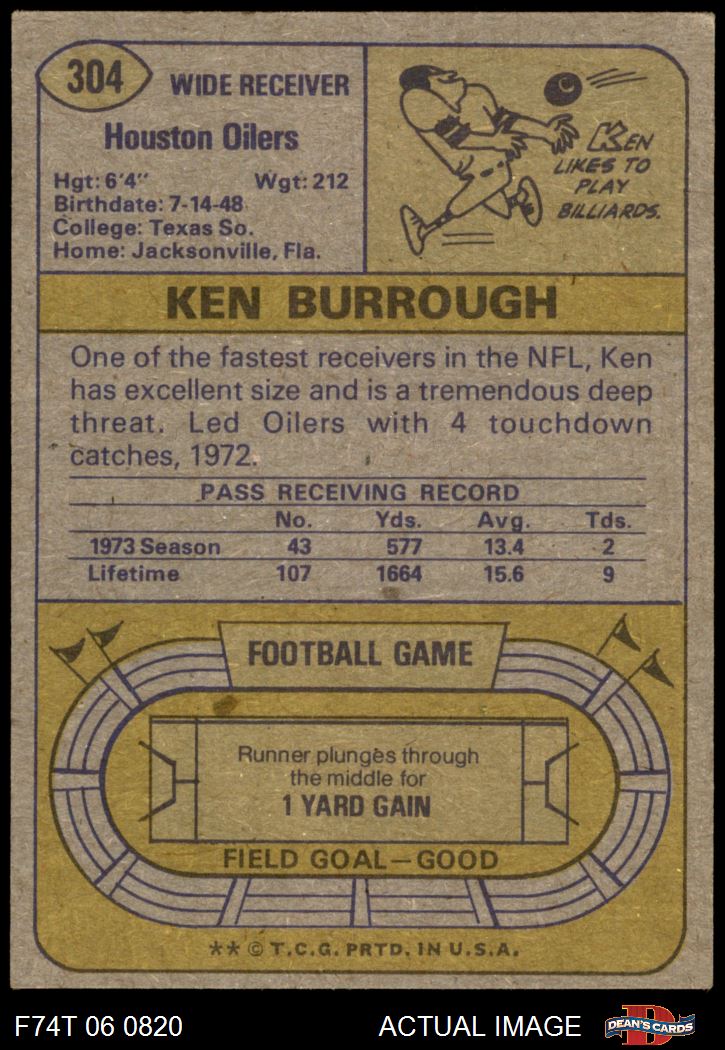 304
WIDE RECEIVER
Houston Oilers
Hgt: 6'4" Wgt: 212
Birthdate: 7-14-48
College: Texas So.
Home: Jacksonville, Fla.
KEN
LIKES TO
PLAY
BILLIARDS.
KEN BURROUGH
One of the fastest receivers in the NFL, Ken
has excellent size and is a tremendous deep
threat. Led Oilers with 4 touchdown
catches, 1972.
PASS RECEIVING RECORD
No. Yds. Avg. Tds.
1973 Season 43 577 13.4 2
Lifetime 107 1664 15.6 9
FOOTBALL GAME
Runner plunges through
the middle for
1 YARD GAIN
FIELD GOAL—GOOD
** © T.C.G. PRTD. IN U.S.A.
F74T 06 0820 ACTUAL IMAGE
D
DEAN'S CARDS